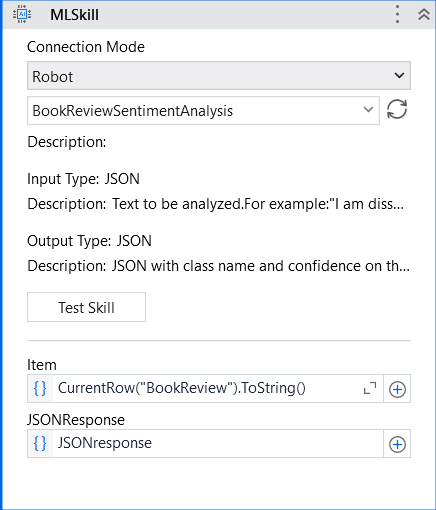 MLSkill
Connection Mode
Robot
BookReviewSentimentAnalysis
Description:
Input Type: JSON
Description: Text to be analyzed.For example:"I am diss...
Output Type: JSON
Description: JSON with class name and confidence on th...
Test Skill
Item
{} CurrentRow("BookReview").ToString()
JSONResponse
{} JSONresponse